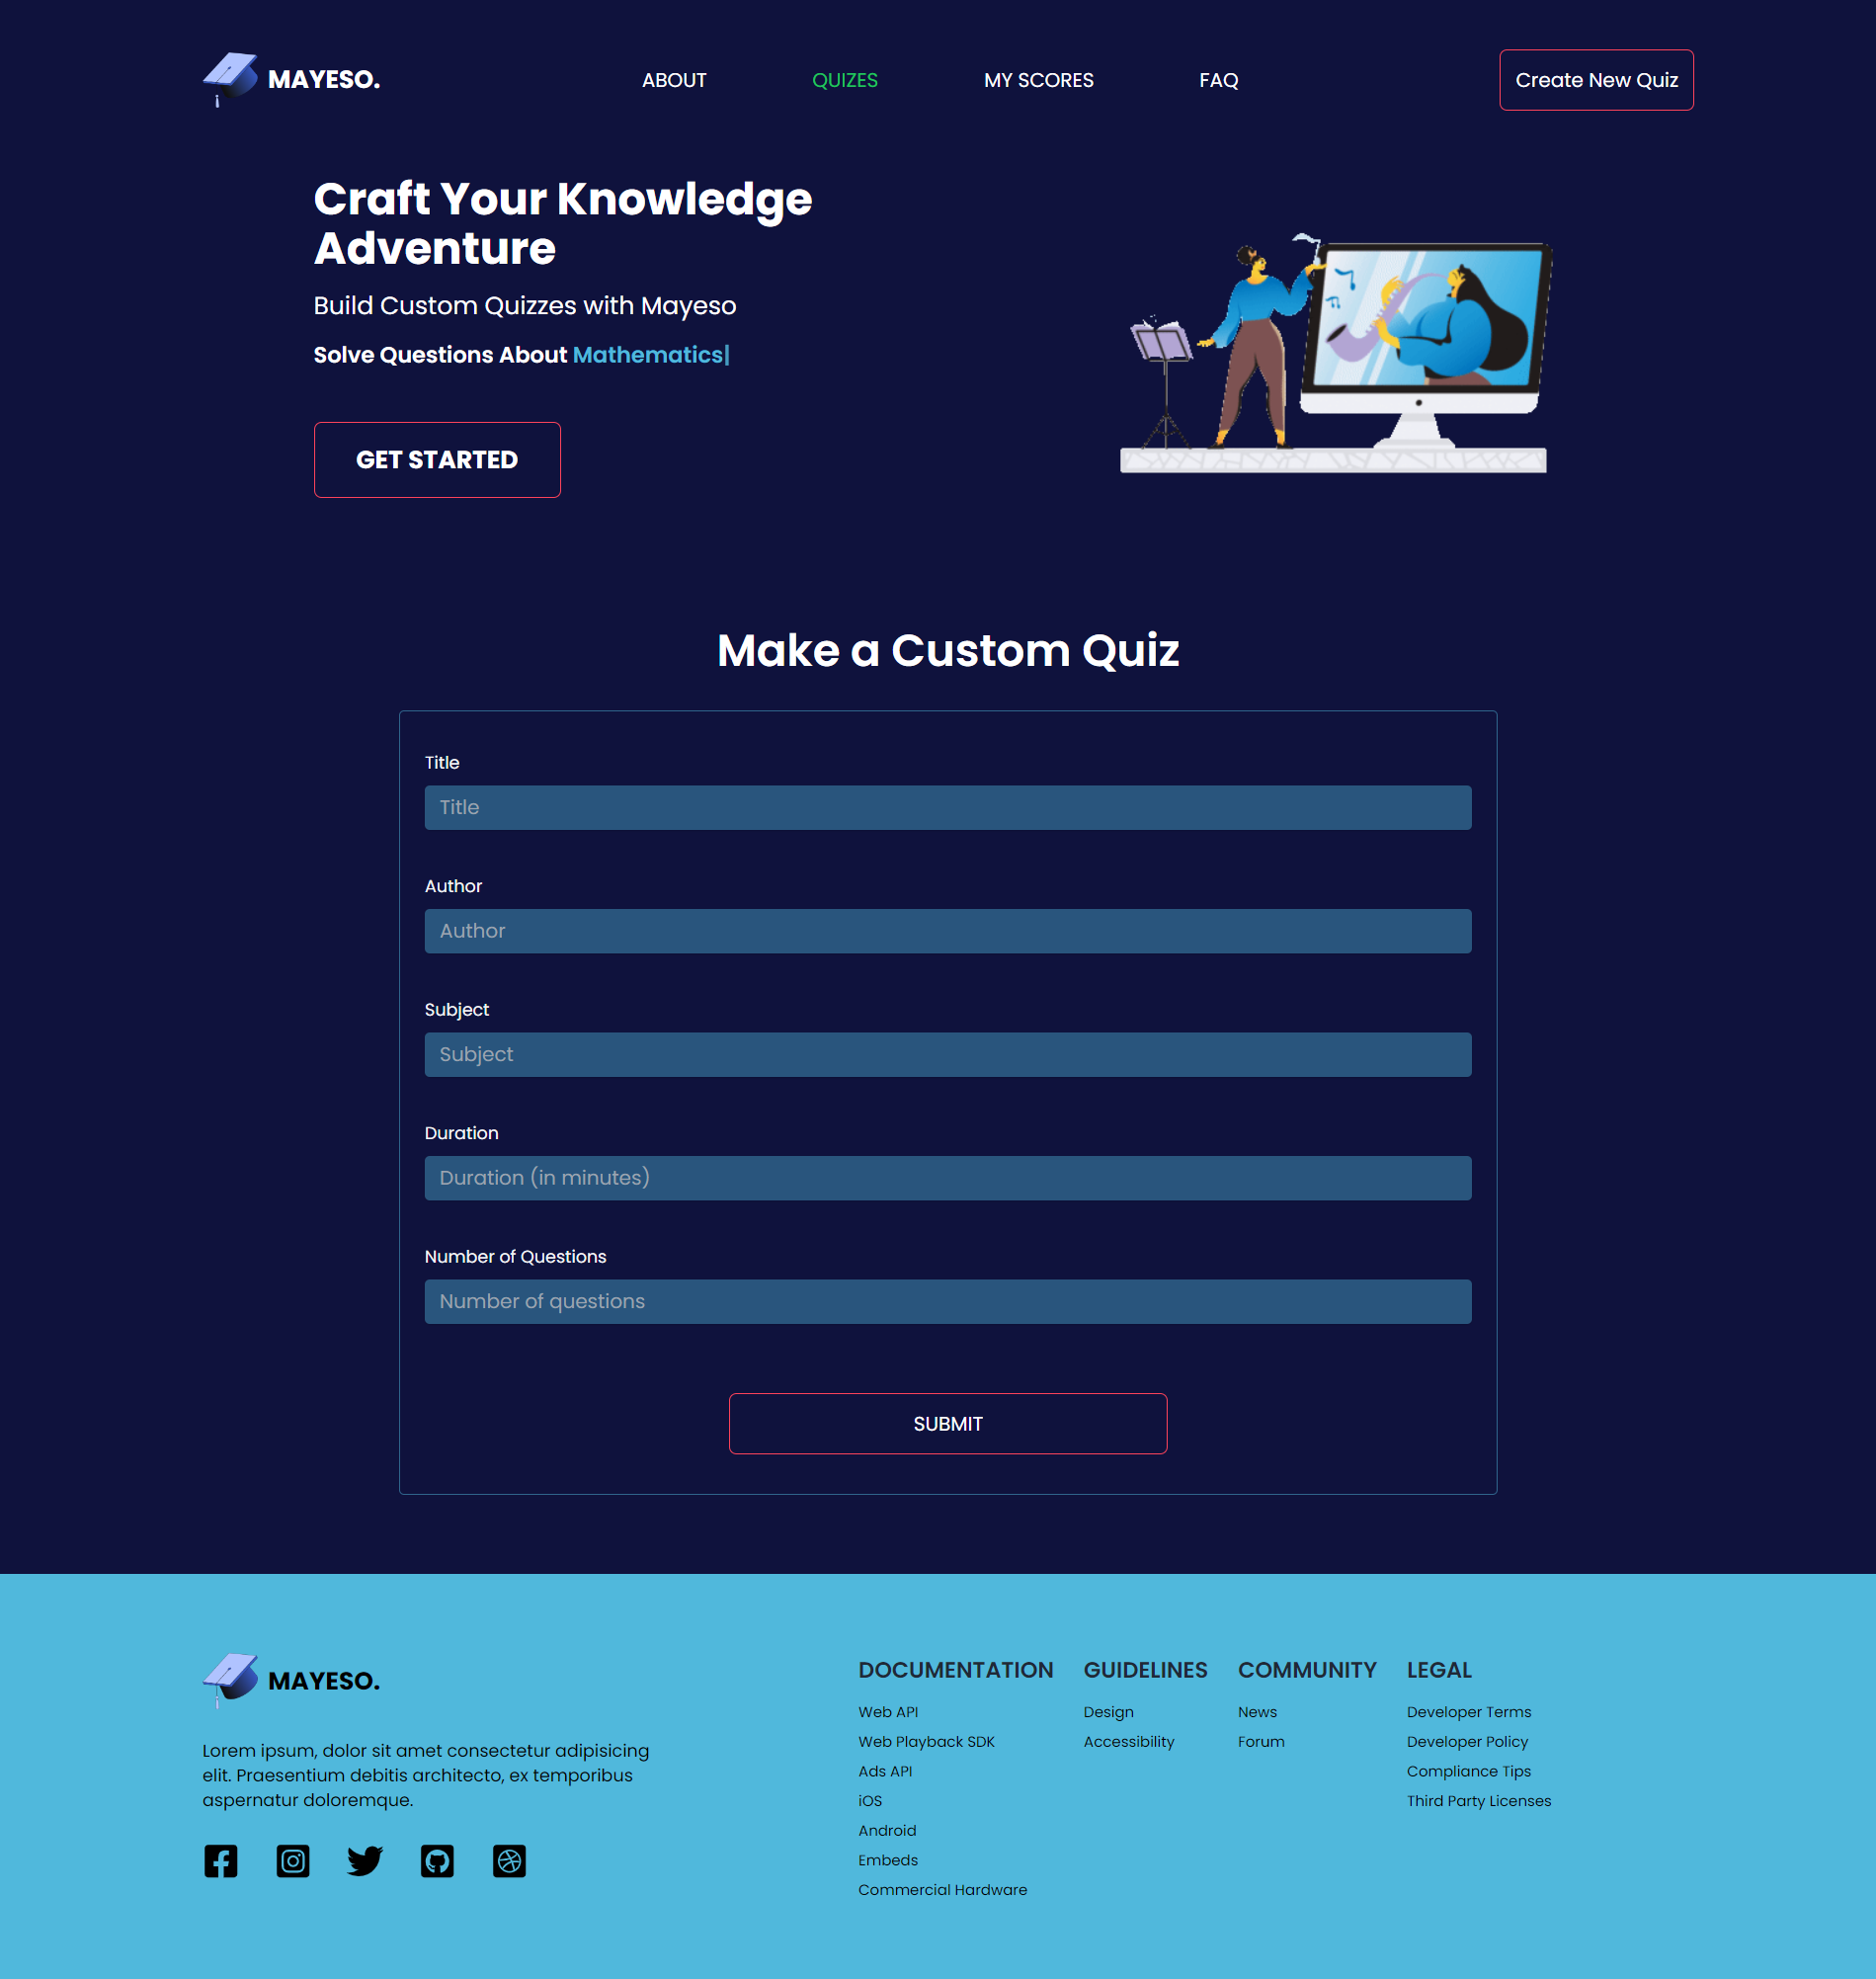 MAYESO.
ABOUT
QUIZES
MY SCORES
FAQ
Create New Quiz
Craft Your Knowledge
Adventure
Build Custom Quizzes with Mayeso
Solve Questions About Mathematics|
GET STARTED
Make a Custom Quiz
Title
Title
Author
Author
Subject
Subject
Duration
Duration (in minutes)
Number of Questions
Number of questions
SUBMIT
MAYESO.
Lorem ipsum, dolor sit amet consectetur adipisicing
elit. Praesentium debitis architecto, ex temporibus
aspernatur doloremque.
DOCUMENTATION
Web API
Web Playback SDK
Ads API
iOS
Android
Embeds
Commercial Hardware
GUIDELINES
Design
Accessibility
COMMUNITY
News
Forum
LEGAL
Developer Terms
Developer Policy
Compliance Tips
Third Party Licenses